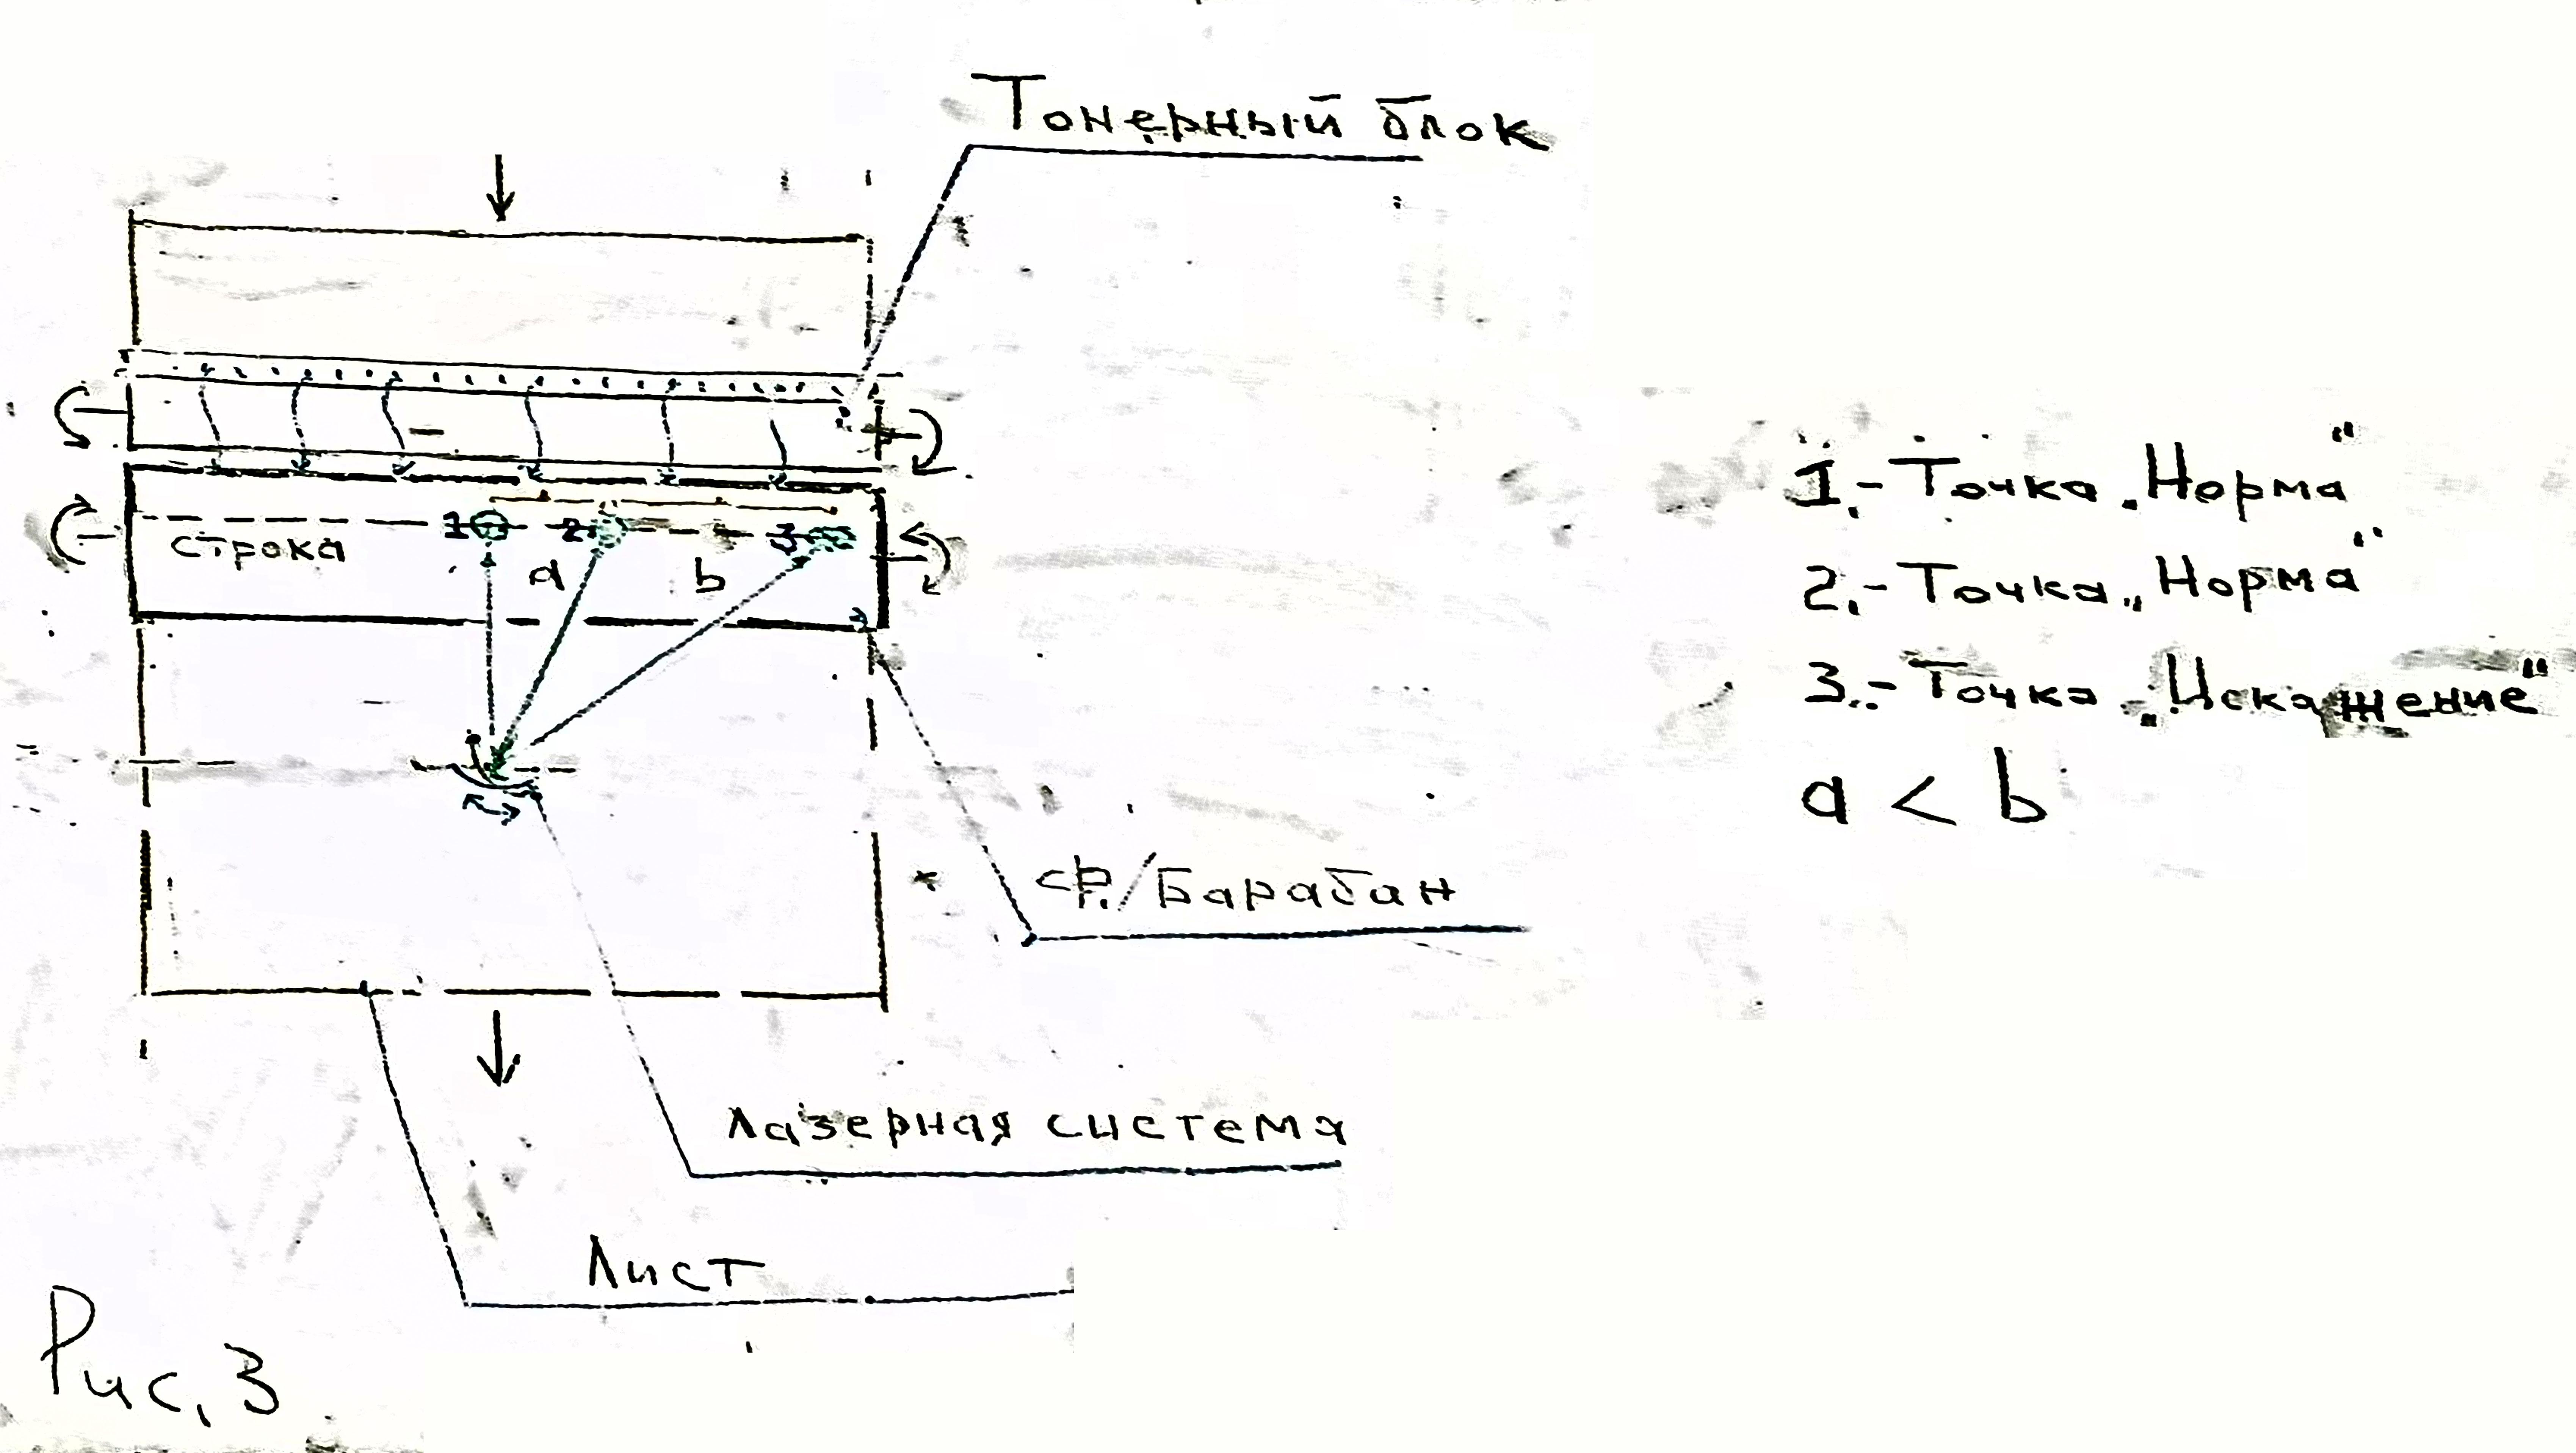 Тонерный блок
1.- Точка „Норма"
2.- Точка „Норма"
3.- Точка „Искажение"
a < b
строка
1
2
3
a
b
ф./Барабан
Лазерная система
Лист
Рис, 3